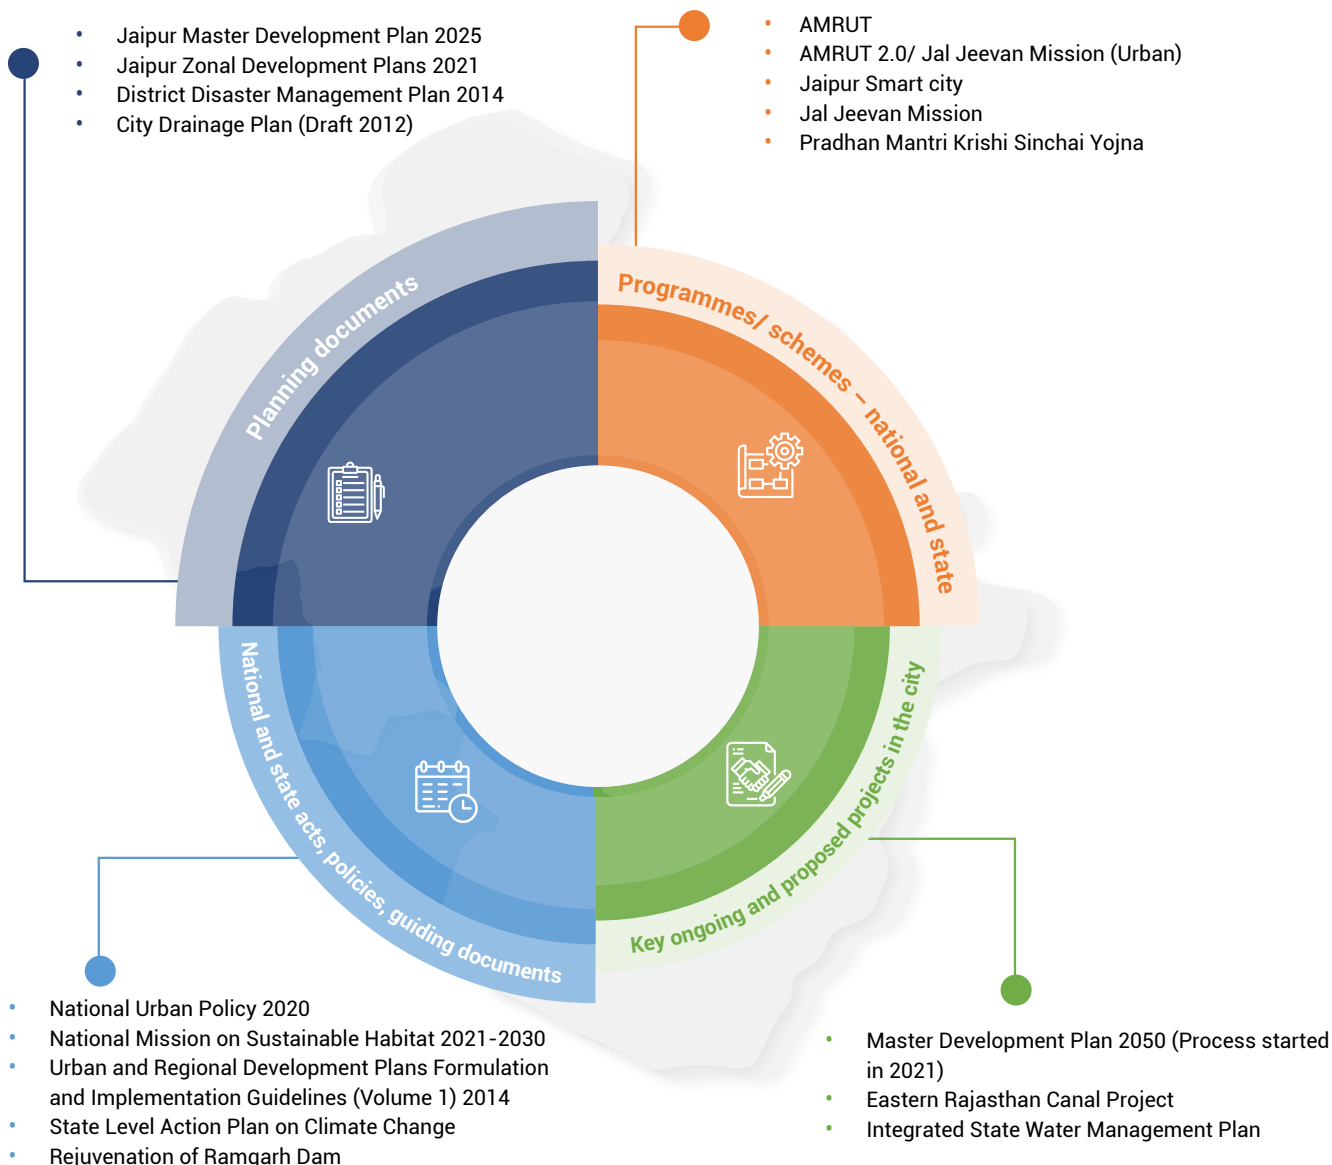 • Jaipur Master Development Plan 2025
• Jaipur Zonal Development Plans 2021
• District Disaster Management Plan 2014
• City Drainage Plan (Draft 2012)
• AMRUT
• AMRUT 2.0/ Jal Jeevan Mission (Urban)
• Jaipur Smart city
• Jal Jeevan Mission
• Pradhan Mantri Krishi Sinchai Yojna
Planning documents
Programmes/ schemes – national and state
National and state acts, policies, guiding documents
Key ongoing and proposed projects in the city
• National Urban Policy 2020
• National Mission on Sustainable Habitat 2021-2030
• Urban and Regional Development Plans Formulation
and Implementation Guidelines (Volume 1) 2014
• State Level Action Plan on Climate Change
• Rejuvenation of Ramgarh Dam
• Master Development Plan 2050 (Process started
in 2021)
• Eastern Rajasthan Canal Project
• Integrated State Water Management Plan